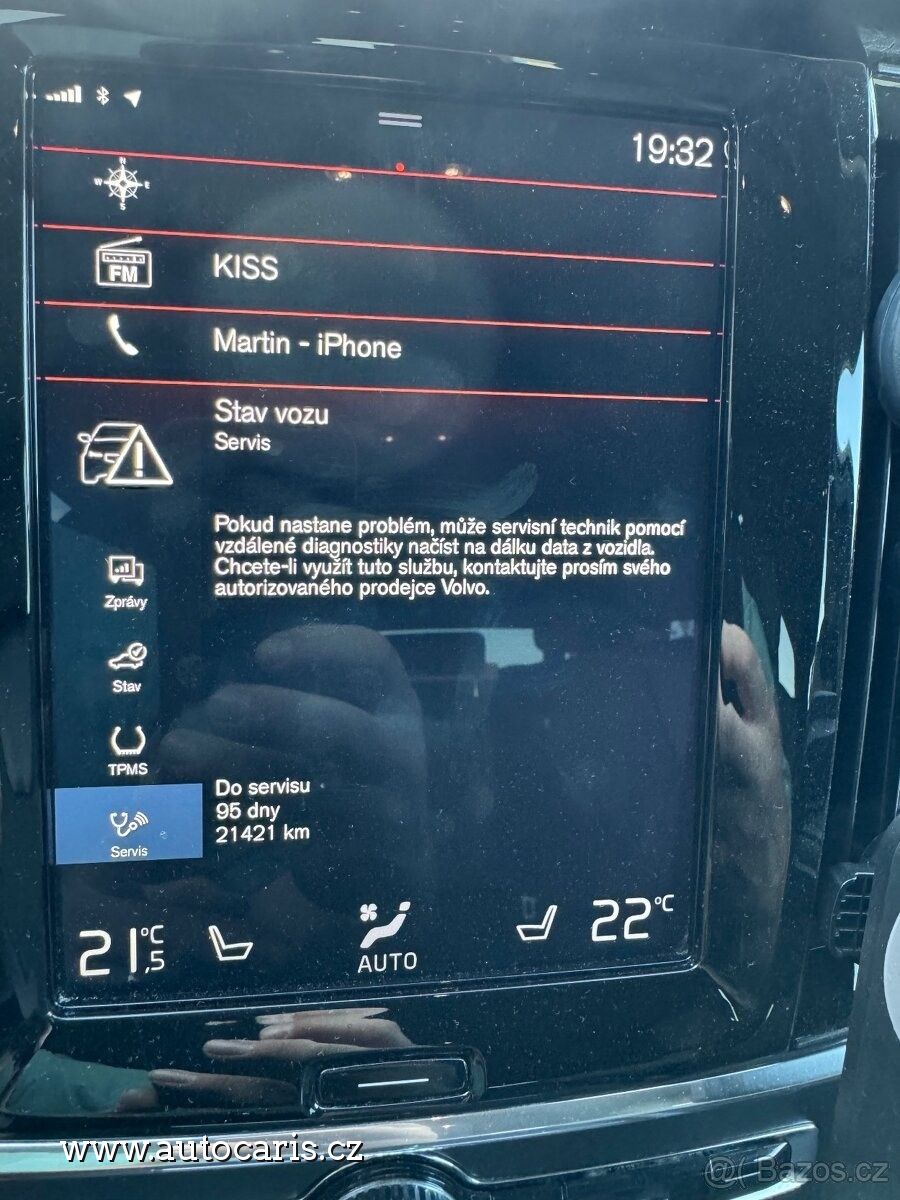 19:32
N
W E
S
FM
KISS
Martin - iPhone
Stav vozu
Servis
Pokud nastane problém, může servisní technik pomocí
vzdálené diagnostiky načíst na dálku data z vozidla.
Chcete-li využít tuto službu, kontaktujte prosím svého
autorizovaného prodejce Volvo.
Zprávy
Stav
TPMS
Do servisu
95 dny
21421 km
Servis
21,5 °C
AUTO
22 °C
www.autocaris.cz
@( Bazos.cz